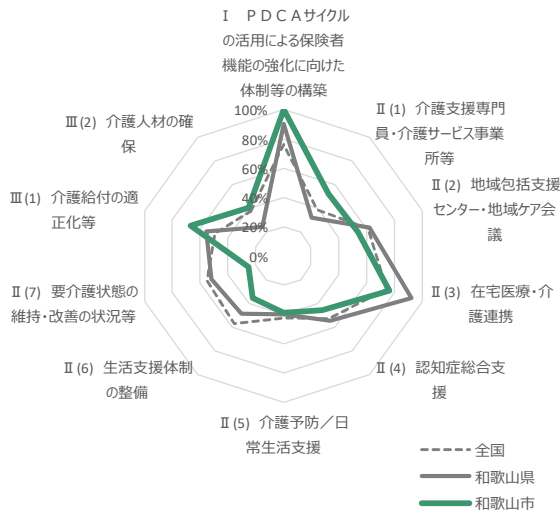 Ⅰ　ＰＤＣＡサイクル
の活用による保険者
機能の強化に向けた
体制等の構築
Ⅱ(1) 介護支援専門
員・介護サービス事業
所等
Ⅱ(2) 地域包括支援
センター・地域ケア会
議
Ⅱ(3) 在宅医療・介
護連携
Ⅱ(4) 認知症総合支
援
Ⅱ(5) 介護予防／日
常生活支援
Ⅱ(6) 生活支援体制
の整備
Ⅱ(7) 要介護状態の
維持・改善の状況等
Ⅲ(1) 介護給付の適
正化等
Ⅲ(2) 介護人材の確
保
100%
80%
60%
40%
20%
0%
全国
和歌山県
和歌山市